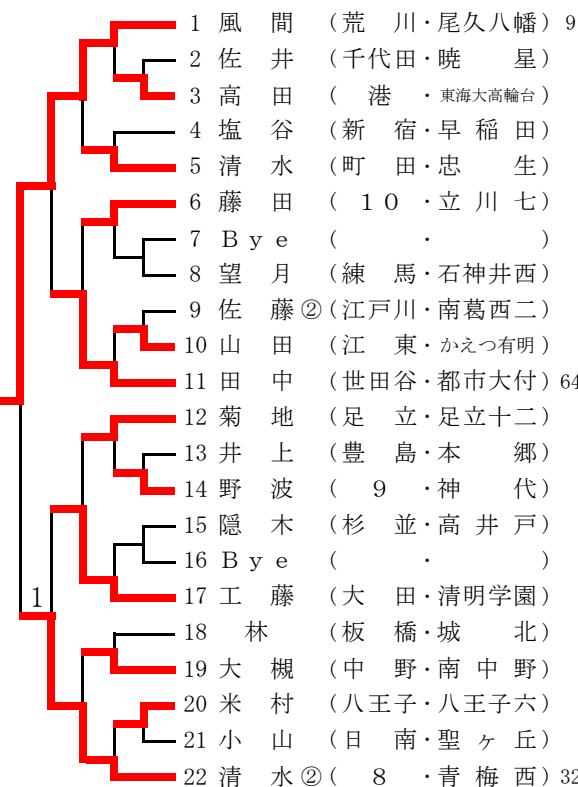 1 風 間 (荒 川・尾久八幡) 9
2 佐 井 (千代田・暁 星)
3 高 田 ( 港 ・東海大高輪台)
4 塩 谷 (新 宿・早 稲 田)
5 清 水 (町 田・忠 生)
6 藤 田 ( 10 ・立 川 七)
7 B y e ( ・ )
8 望 月 (練 馬・石神井西)
9 佐 藤② (江戸川・南葛西二)
10 山 田 (江 東・かえつ有明)
11 田 中 (世田谷・都市大付) 64
12 菊 地 (足 立・足立十二)
13 井 上 (豊 島・本 郷)
14 野 波 ( 9 ・神 代)
15 隠 木 (杉 並・高 井 戸)
16 B y e ( ・ )
1 17 工 藤 (大 田・清明学園)
18 林 (板 橋・城 北)
19 大 槻 (中 野・南 中 野)
20 米 村 (八王子・八王子六)
21 小 山 (日 南・聖 ヶ 丘)
22 清 水② ( 8 ・青 梅 西) 32